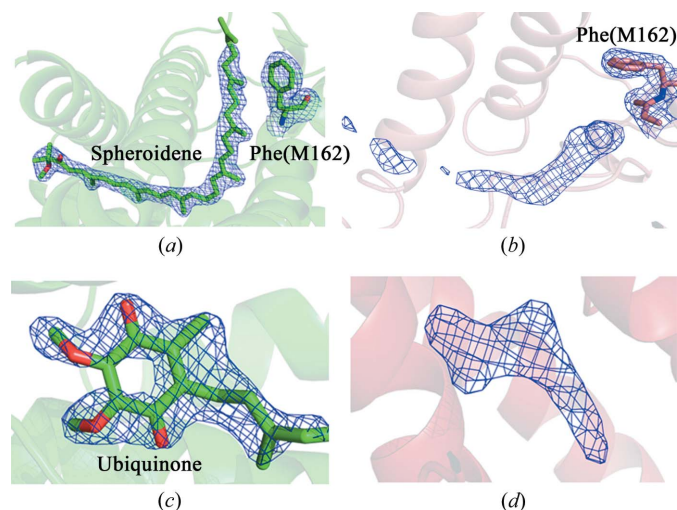 Phe(M162)
Spheroidene
Phe(M162)
(a)
(b)
Ubiquinone
(c)
(d)